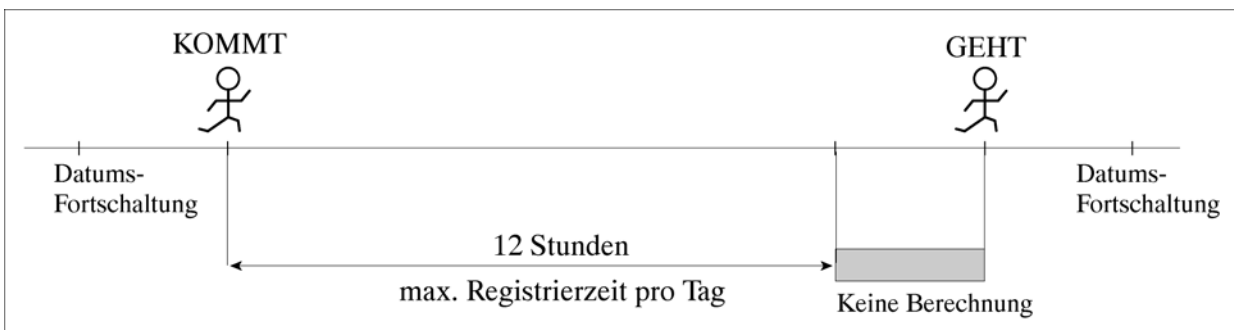 KOMMT
GEHT
Datums-
Fortschaltung
Datums-
Fortschaltung
12 Stunden
max. Registrierzeit pro Tag
Keine Berechnung